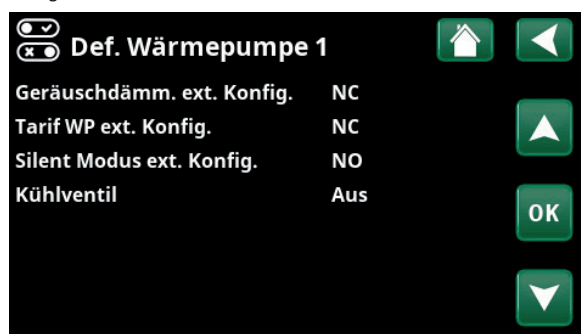 Def. Wärmepumpe 1
Geräuschdämm. ext. Konfig. NC
Tarif WP ext. Konfig. NC
Silent Modus ext. Konfig. NO
Kühlventil Aus
OK